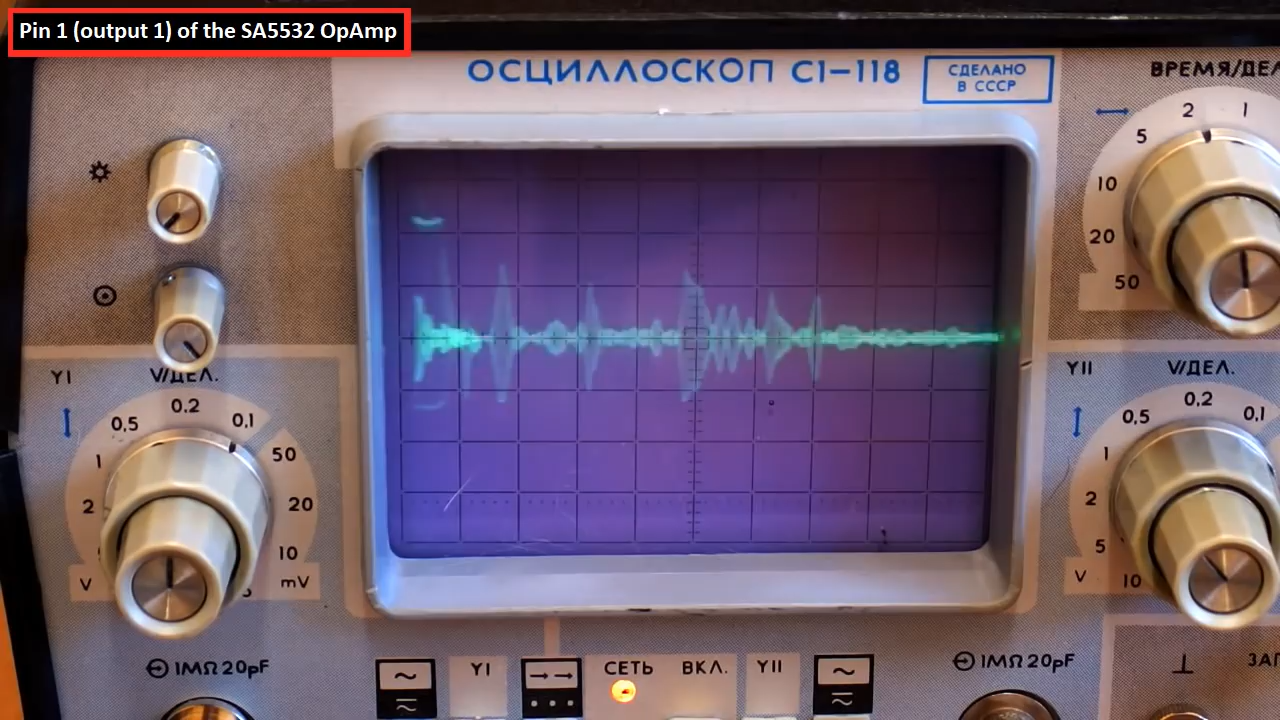 Pin 1 (output 1) of the SA5532 OpAmp
ОСЦИЛЛОСКОП С1-118
СДЕЛАНО
В СССР
ВРЕМЯ/ДЕЛ
5 2 1
10
20
50
YI
V/ДЕЛ.
1 0,5 0,2 0,1 50
2
20
10
V
mV
YII
V/ДЕЛ.
1 0,5 0,2 0,1
2
5
10
V
1MΩ 20pF
YI
СЕТЬ
ВКЛ.
YII
1MΩ 20pF